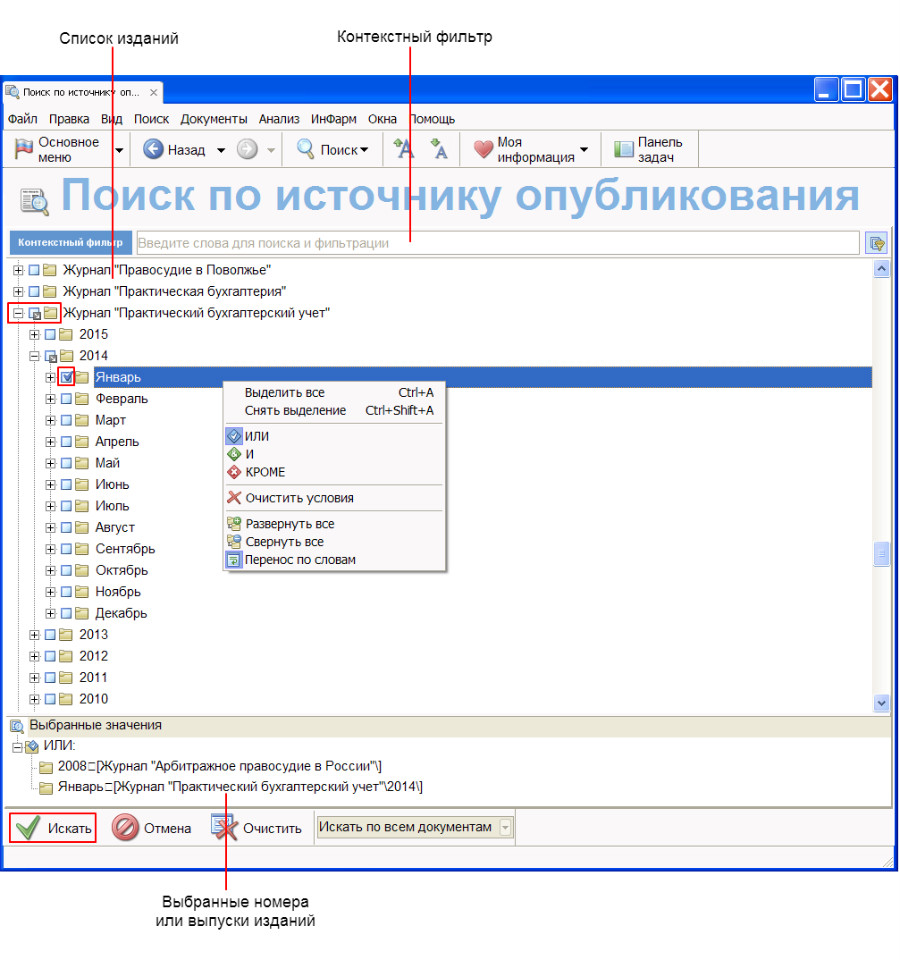 Список изданий
Контекстный фильтр
Поиск по источнику оп... ×
Файл Правка Вид Поиск Документы Анализ ИнФарм Окна Помощь
Основное меню
Назад
Поиск
А
А
Моя информация
Панель задач
Поиск по источнику опубликования
Контекстный фильтр
Введите слова для поиска и фильтрации
Журнал "Правосудие в Поволжье"
Журнал "Практическая бухгалтерия"
Журнал "Практический бухгалтерский учет"
2015
2014
Январь
Февраль
Март
Апрель
Май
Июнь
Июль
Август
Сентябрь
Октябрь
Ноябрь
Декабрь
2013
2012
2011
2010
Выделить все Ctrl+A
Снять выделение Ctrl+Shift+A
ИЛИ
И
КРОМЕ
Очистить условия
Развернуть все
Свернуть все
Перенос по словам
Выбранные значения
ИЛИ:
2008□[Журнал "Арбитражное правосудие в России"\]
Январь□[Журнал "Практический бухгалтерский учет"\2014\]
Искать
Отмена
Очистить
Искать по всем документам
Выбранные номера
или выпуски изданий